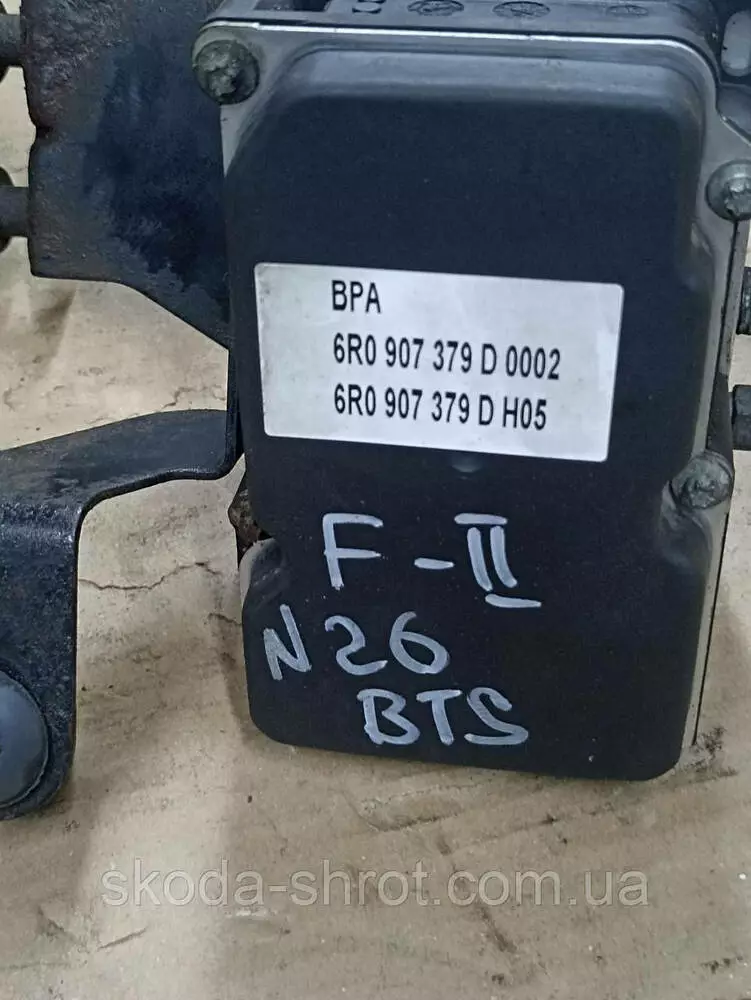 BPA
6R0 907 379 D 0002
6R0 907 379 D H05
F-II
N26
BTS
skoda-shrot.com.ua